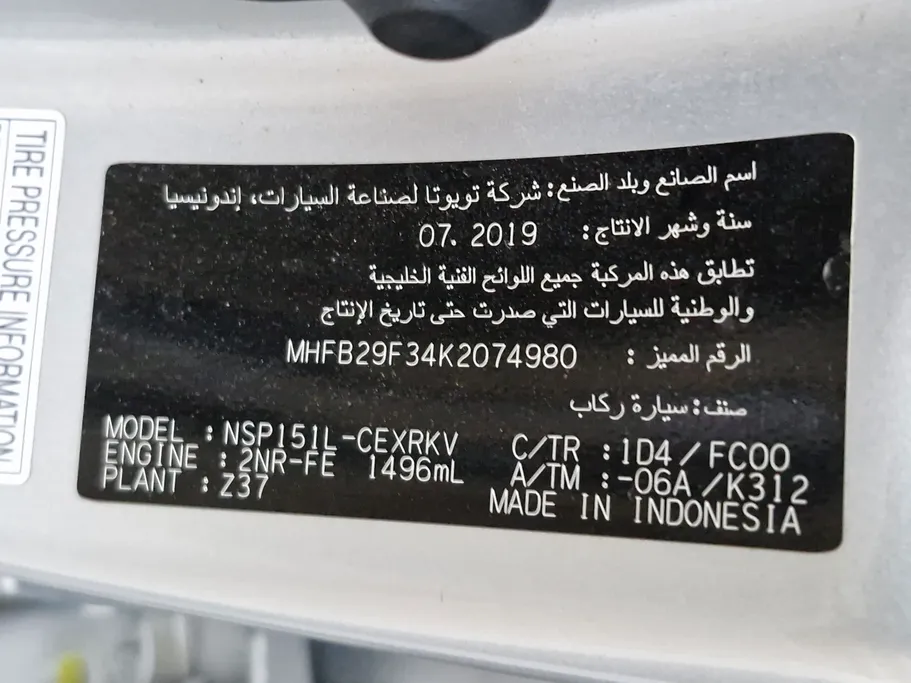 TIRE PRESSURE INFORMATION
اسم الصانع وبلد الصنع: شركة تويوتا لصناعة السيارات، إندونيسيا
سنة وشهر الانتاج: 07. 2019
تطابق هذه المركبة جميع اللوائح الفنية الخليجية
والوطنية للسيارات التي صدرت حتى تاريخ الإنتاج
الرقم المميز : MHFB29F34K2074980
صنف: سيارة ركاب
MODEL : NSP151L-CEXRKV C/TR : 1D4 / FC00
ENGINE : 2NR-FE 1496mL A/TM : -06A / K312
PLANT : Z37 MADE IN INDONESIA